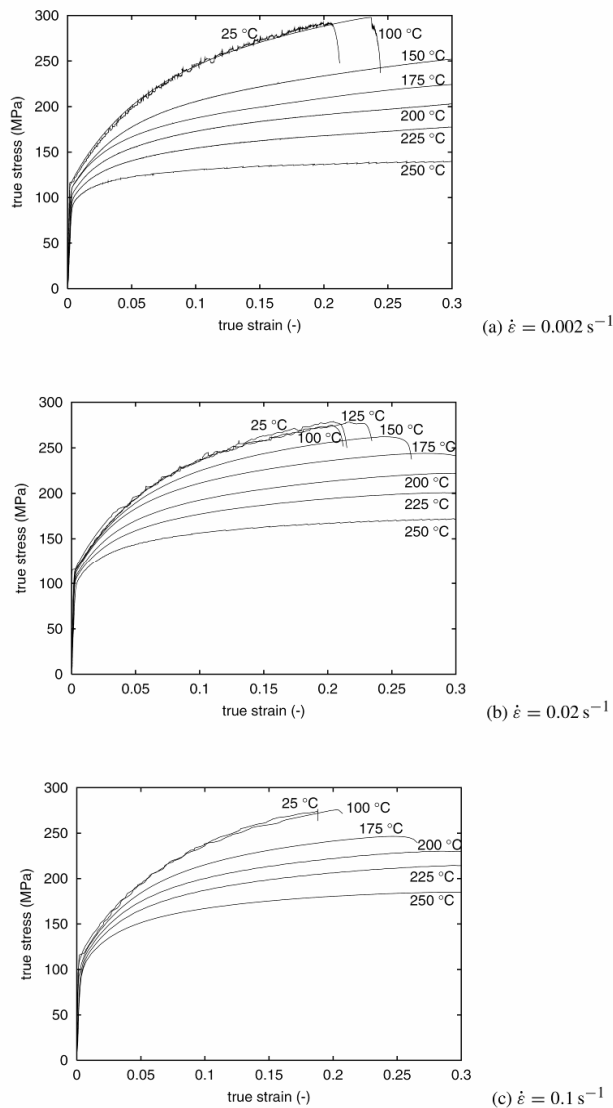 300
250
200
150
100
50
0
true stress (MPa)
25 °C
100 °C
150 °C
175 °C
200 °C
225 °C
250 °C
0 0.05 0.1 0.15 0.2 0.25 0.3
true strain (-)
(a) ε̇ = 0.002 s⁻¹
300
250
200
150
100
50
0
true stress (MPa)
125 °C
25 °C
150 °C
100 °C
175 °C
200 °C
225 °C
250 °C
0 0.05 0.1 0.15 0.2 0.25 0.3
true strain (-)
(b) ε̇ = 0.02 s⁻¹
300
250
200
150
100
50
0
true stress (MPa)
25 °C
100 °C
175 °C
200 °C
225 °C
250 °C
0 0.05 0.1 0.15 0.2 0.25 0.3
true strain (-)
(c) ε̇ = 0.1 s⁻¹